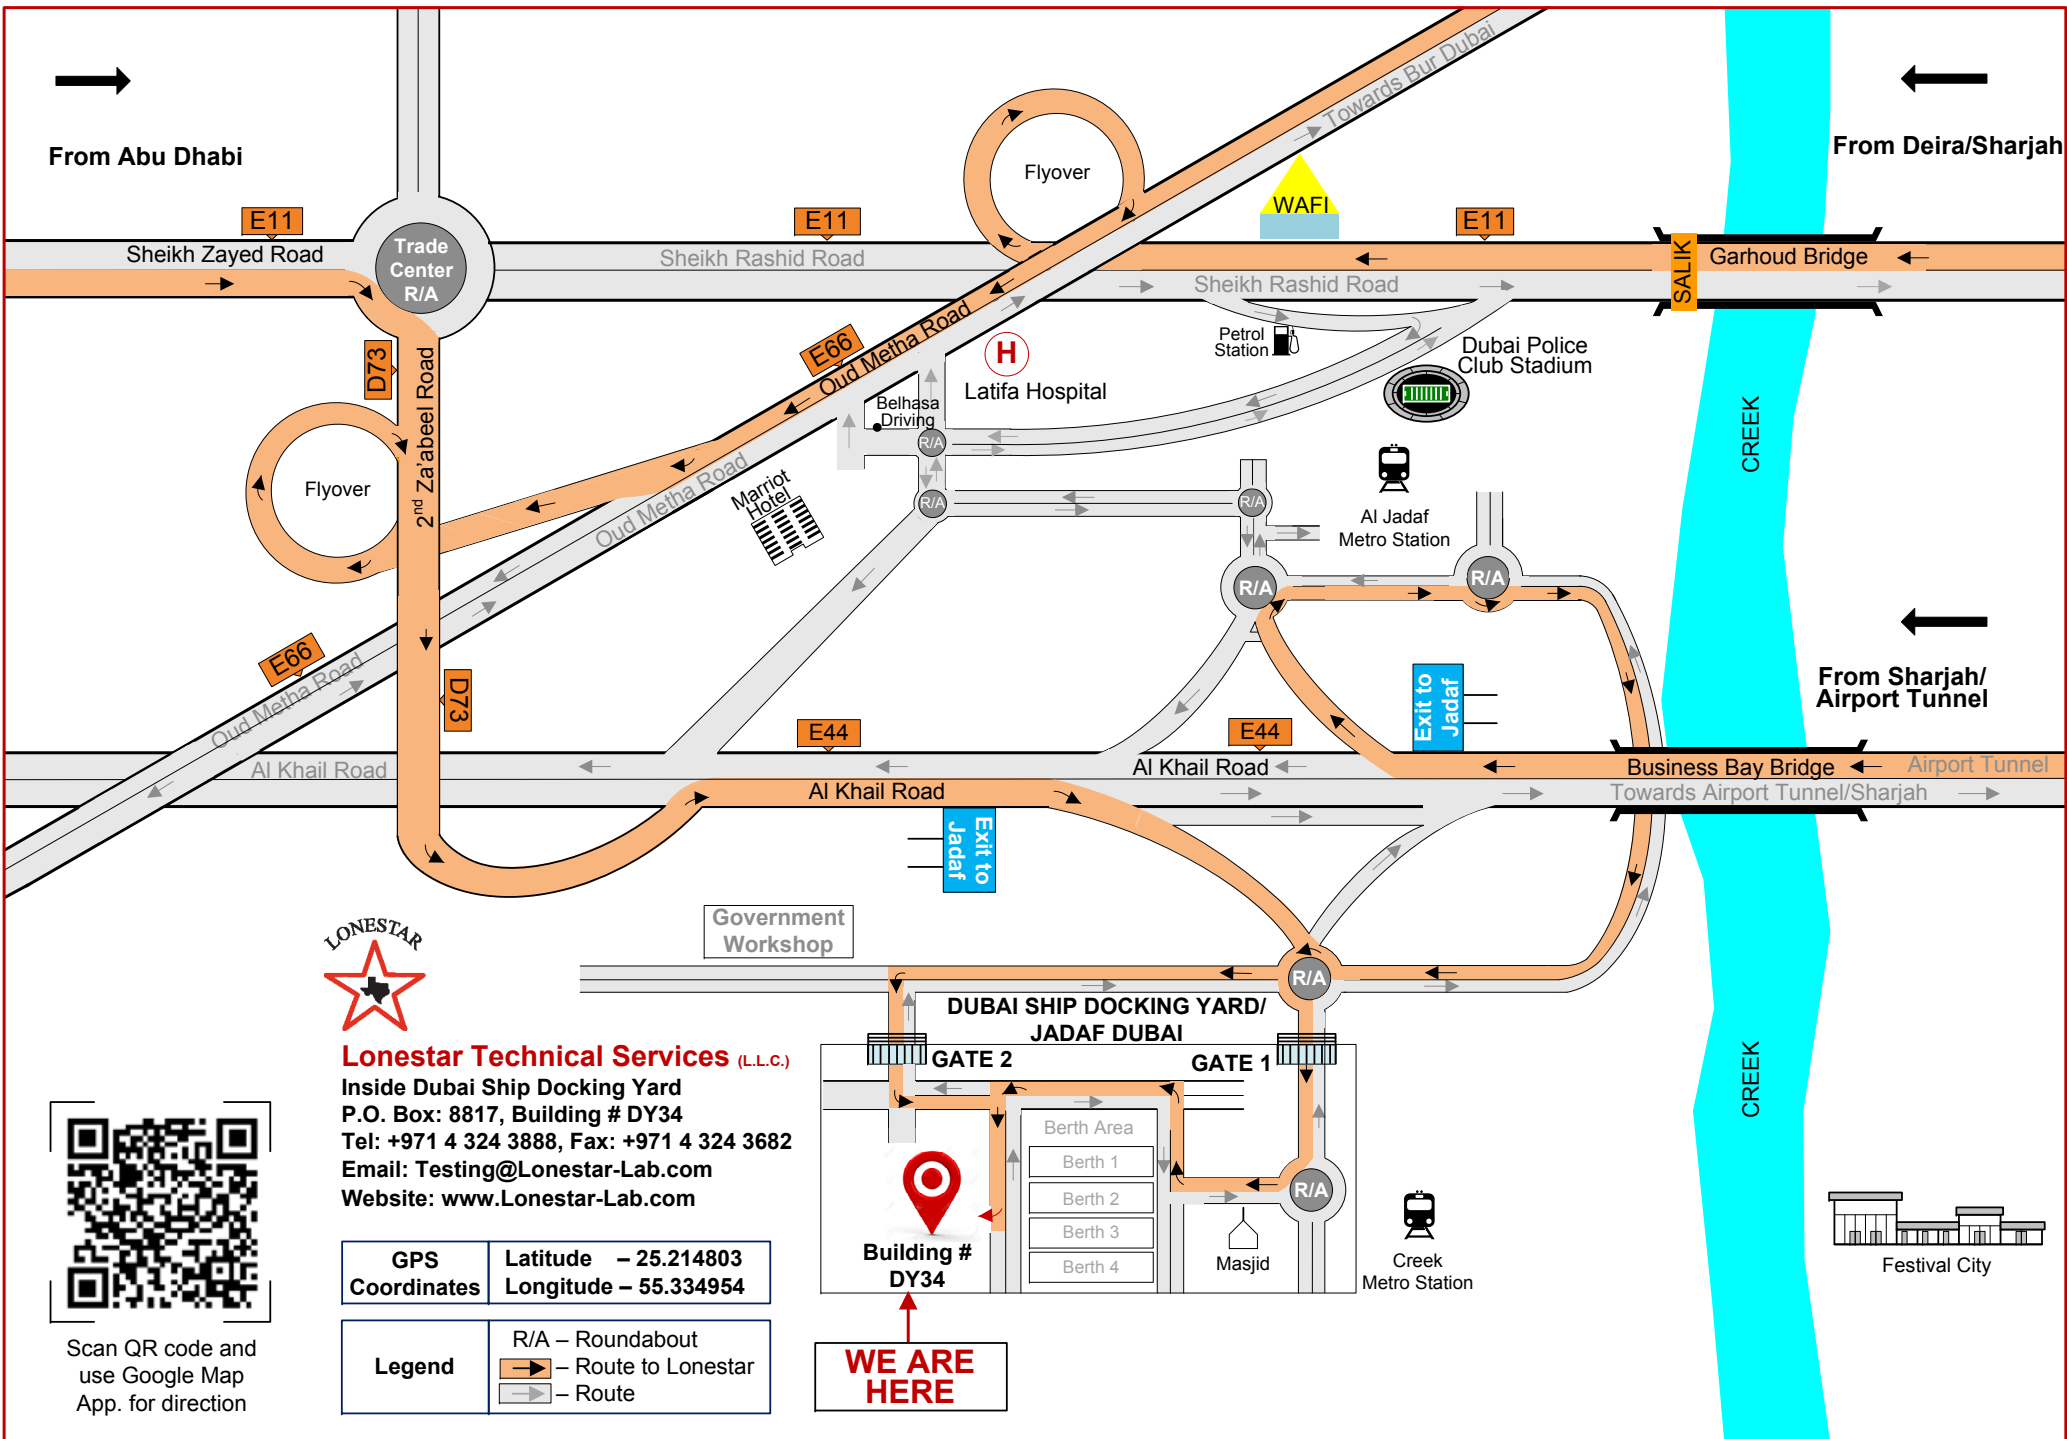 From Abu Dhabi
From Deira/Sharjah
Towards Bur Dubai
Flyover
WAFI
E11
E11
E11
Sheikh Zayed Road
Trade
Center
R/A
Sheikh Rashid Road
Sheikh Rashid Road
SALIK
Garhoud Bridge
D73
2nd Za'abeel Road
E66
Oud Metha Road
H
Latifa Hospital
Petrol
Station
Dubai Police
Club Stadium
Belhasa
Driving
R/A
CREEK
Flyover
Oud Metha Road
Marriot
Hotel
R/A
R/A
Al Jadaf
Metro Station
R/A
R/A
E66
Oud Metha Road
D73
Exit to
Jadaf
From Sharjah/
Airport Tunnel
E44
E44
Al Khail Road
Al Khail Road
Business Bay Bridge
Airport Tunnel
Al Khail Road
Towards Airport Tunnel/Sharjah
Exit to
Jadaf
LONESTAR
Government
Workshop
R/A
DUBAI SHIP DOCKING YARD/
JADAF DUBAI
GATE 2
GATE 1
Lonestar Technical Services (L.L.C.)
Inside Dubai Ship Docking Yard
P.O. Box: 8817, Building # DY34
Tel: +971 4 324 3888, Fax: +971 4 324 3682
Email: Testing@Lonestar-Lab.com
Website: www.Lonestar-Lab.com
Berth Area
Berth 1
Berth 2
Berth 3
Berth 4
R/A
CREEK
Building #
DY34
Masjid
Creek
Metro Station
Festival City
GPS
Coordinates
Latitude – 25.214803
Longitude – 55.334954
Legend
R/A – Roundabout
– Route to Lonestar
– Route
Scan QR code and
use Google Map
App. for direction
WE ARE
HERE